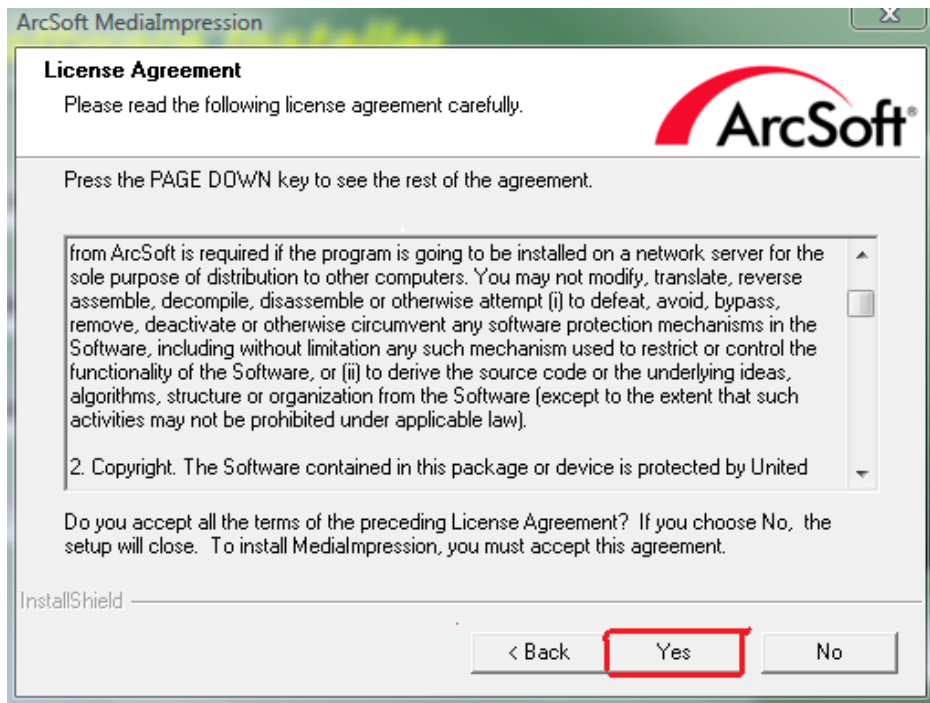 ArcSoft MediaImpression
License Agreement
Please read the following license agreement carefully.
ArcSoft®
Press the PAGE DOWN key to see the rest of the agreement.
from ArcSoft is required if the program is going to be installed on a network server for the
sole purpose of distribution to other computers. You may not modify, translate, reverse
assemble, decompile, disassemble or otherwise attempt (i) to defeat, avoid, bypass,
remove, deactivate or otherwise circumvent any software protection mechanisms in the
Software, including without limitation any such mechanism used to restrict or control the
functionality of the Software, or (ii) to derive the source code or the underlying ideas,
algorithms, structure or organization from the Software (except to the extent that such
activities may not be prohibited under applicable law).
2. Copyright. The Software contained in this package or device is protected by United
Do you accept all the terms of the preceding License Agreement? If you choose No, the
setup will close. To install MediaImpression, you must accept this agreement.
InstallShield
< Back
Yes
No